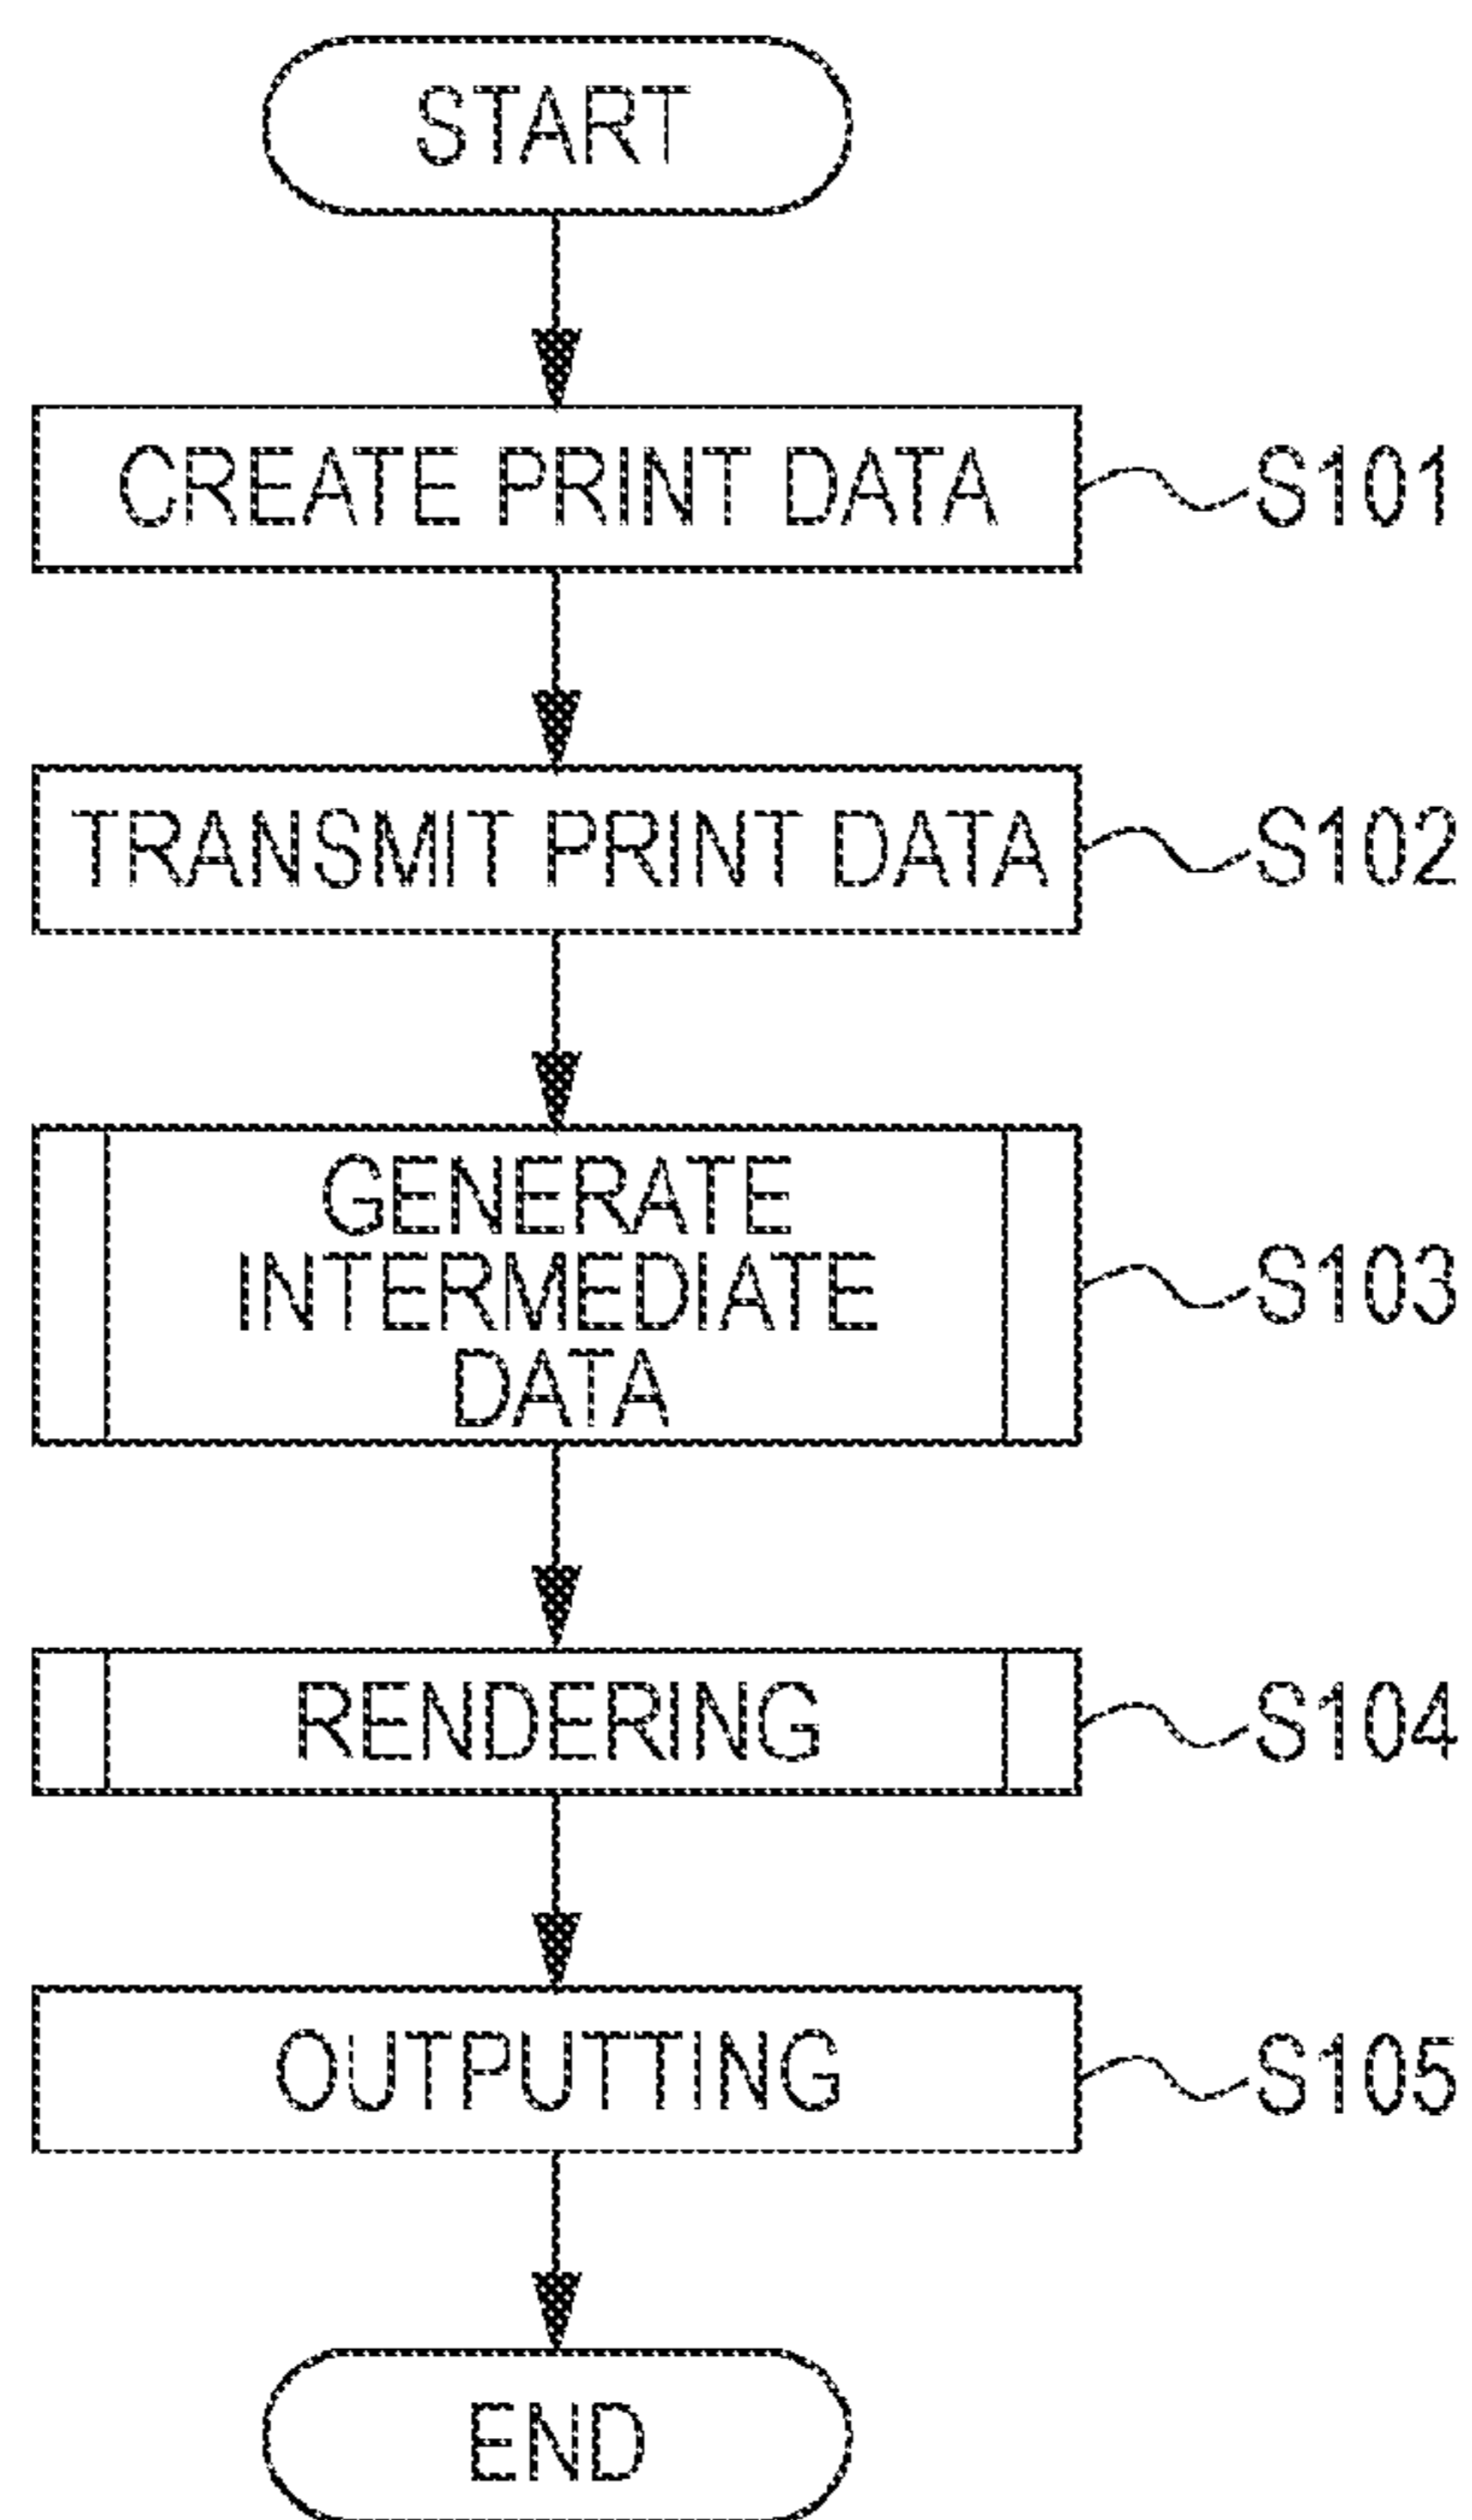 START
CREATE PRINT DATA
S101
TRANSMIT PRINT DATA
S102
GENERATE
INTERMEDIATE
DATA
S103
RENDERING
S104
OUTPUTTING
S105
END